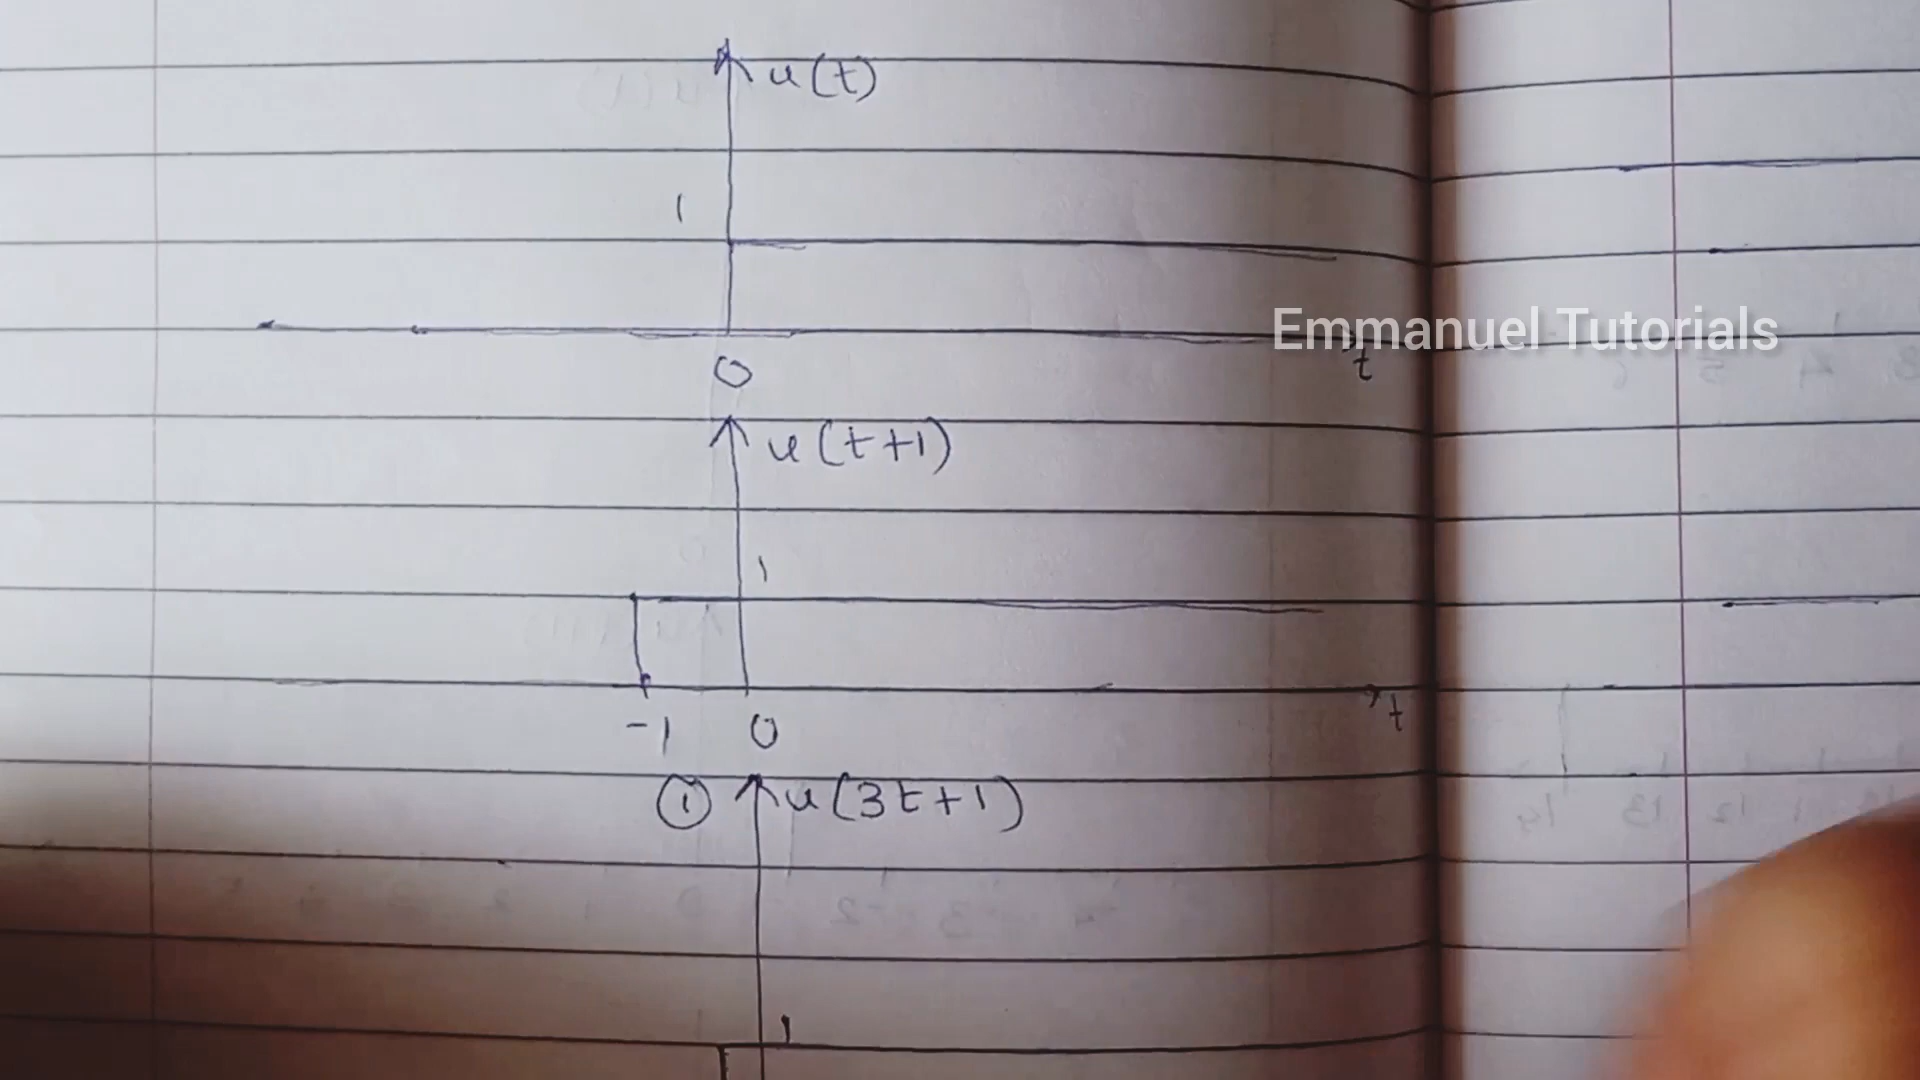 u(t)
1
Emmanuel Tutorials
t
0
u(t+1)
1
t
-1 0
① u(3t+1)
1